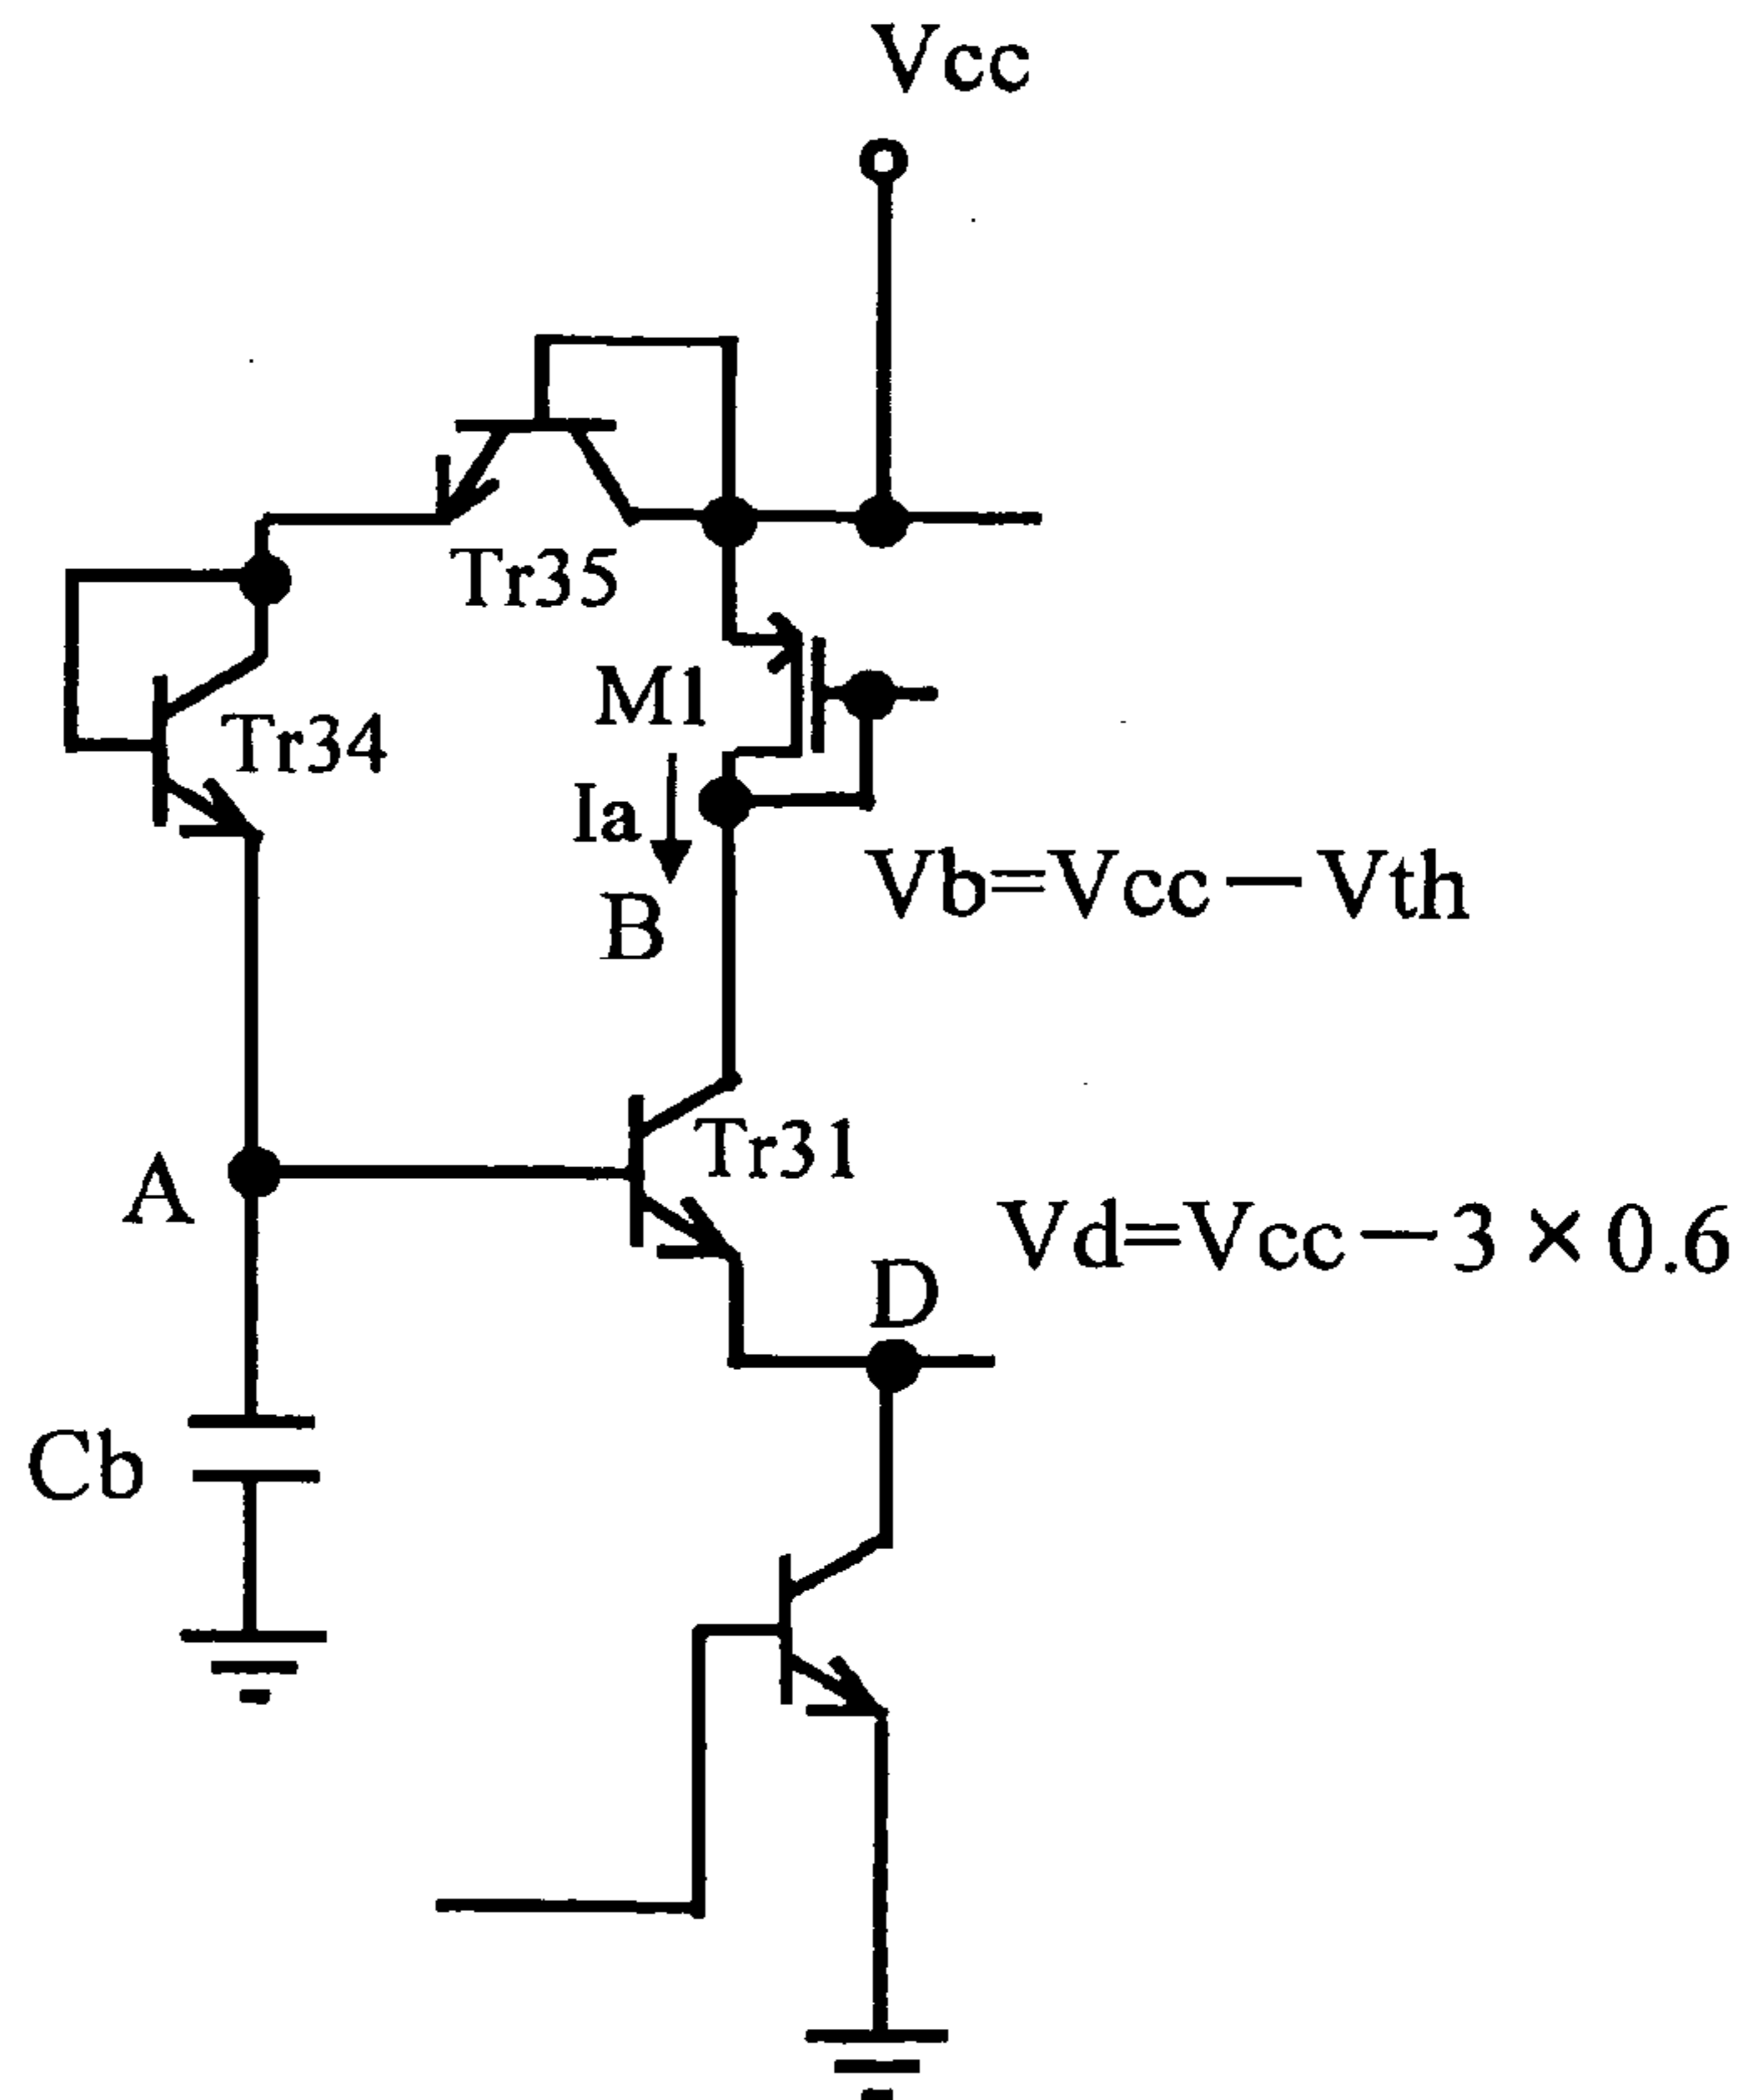 Vcc
Tr35
M1
Tr34
Ia
Vb=Vcc−Vth
B
Tr31
A
Vd=Vcc−3×0.6
D
Cb